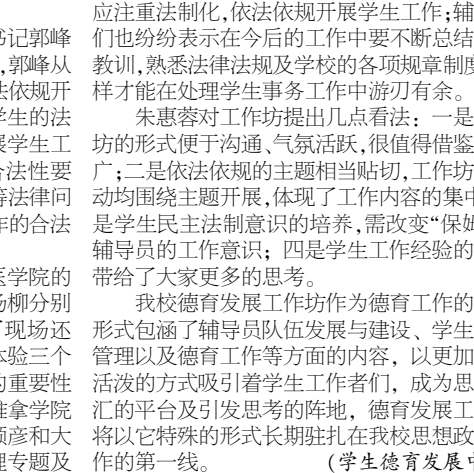 书记郭峰
,郭峰从
法依规开
学生的法
展学生工
合法性要
等法律问
作的合法
医学院的
杨柳分别
了现场还
体验三个
的重要性
维拿学院
颜彦和大
理专题及
应注重法制化,依法依规开展学生工作;辅
们也纷纷表示在今后的工作中要不断总结
教训,熟悉法律法规及学校的各项规章制度
样才能在处理学生事务工作中游刃有余。
朱惠蓉对工作坊提出几点看法:一是
坊的形式便于沟通、气氛活跃,很值得借鉴
广;二是依法依规的主题相当贴切,工作坊
动均围绕主题开展,体现了工作内容的集中
是学生民主法制意识的培养,需改变“保姆
辅导员的工作意识;四是学生工作经验的
带给了大家更多的思考。
我校德育发展工作坊作为德育工作的
形式包涵了辅导员队伍发展与建设、学生
管理以及德育工作等方面的内容,以更加
活泼的方式吸引着学生工作者们,成为思
汇的平台及引发思考的阵地,德育发展工
将以它特殊的形式长期驻扎在我校思想政
作的第一线。 (学生德育发展中